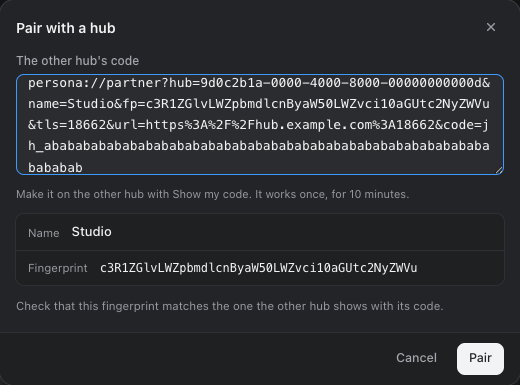 Pair with a hub
The other hub's code
persona://partner?hub=9d0c2b1a-0000-4000-8000-00000000000d&
name=Studio&fp=c3R1ZGlvLWZpbmdlcnByaW50LWZvci10aGUtc2NyZWVu
&tls=18662&url=https%3A%2F%2Fhub.example.com%3A18662&code=j
h_abababababababababababababababababababababababababababababa
bababab
Make it on the other hub with Show my code. It works once, for 10 minutes.
Name Studio
Fingerprint c3R1ZGlvLWZpbmdlcnByaW50LWZvci10aGUtc2NyZWVu
Check that this fingerprint matches the one the other hub shows with its code.
Cancel Pair